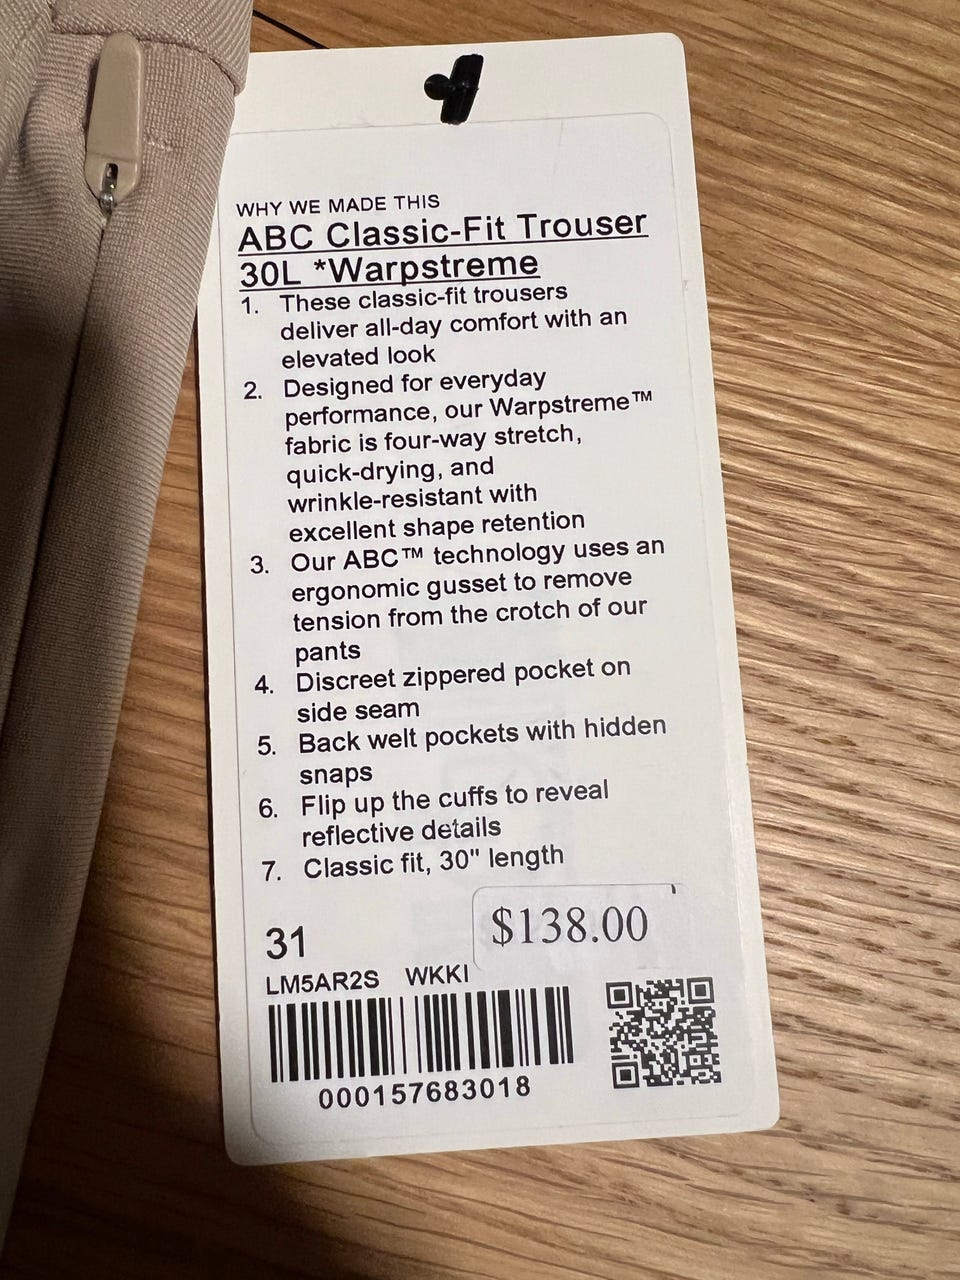 WHY WE MADE THIS
ABC Classic-Fit Trouser
30L *Warpstreme
1. These classic-fit trousers
deliver all-day comfort with an
elevated look
2. Designed for everyday
performance, our Warpstreme™
fabric is four-way stretch,
quick-drying, and
wrinkle-resistant with
excellent shape retention
3. Our ABC™ technology uses an
ergonomic gusset to remove
tension from the crotch of our
pants
4. Discreet zippered pocket on
side seam
5. Back welt pockets with hidden
snaps
6. Flip up the cuffs to reveal
reflective details
7. Classic fit, 30" length
$138.00
31
LM5AR2S WKKI
000157683018